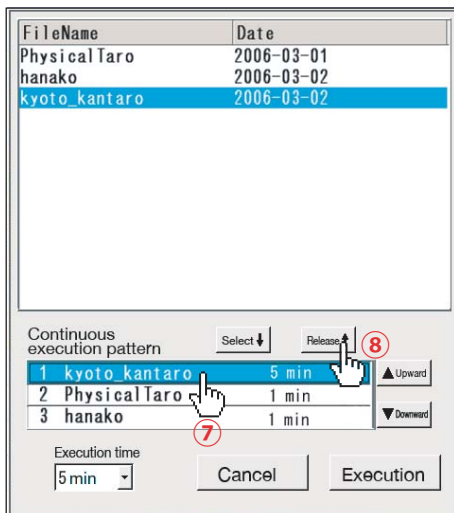 FileName Date
PhysicalTaro 2006-03-01
hanako 2006-03-02
kyoto_kantaro 2006-03-02
Continuous
execution pattern
Select⬇ Release⬆ ⑧
1 kyoto_kantaro 5 min ▲Upward
2 PhysicalTaro 1 min
3 hanako 1 min ▼Downward
⑦
Execution time
5 min Cancel Execution